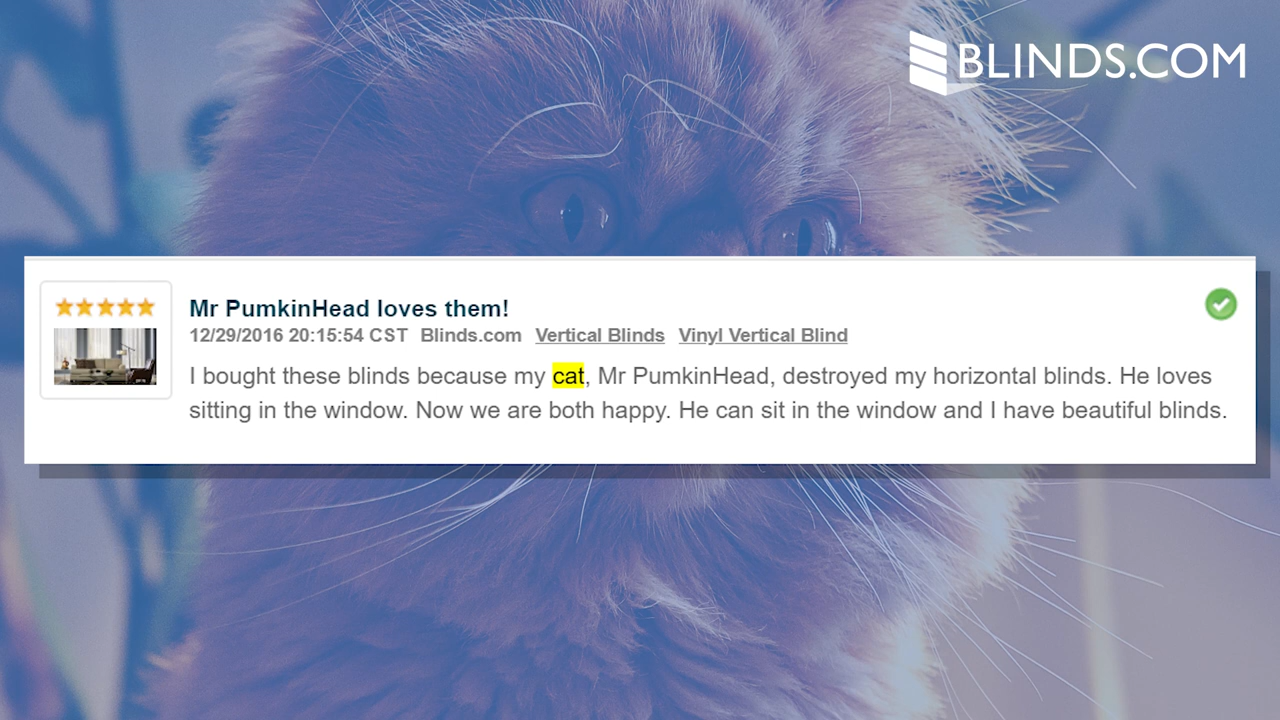 BLINDS.COM
Mr PumkinHead loves them!
12/29/2016 20:15:54 CST Blinds.com Vertical Blinds Vinyl Vertical Blind
I bought these blinds because my cat, Mr PumkinHead, destroyed my horizontal blinds. He loves
sitting in the window. Now we are both happy. He can sit in the window and I have beautiful blinds.